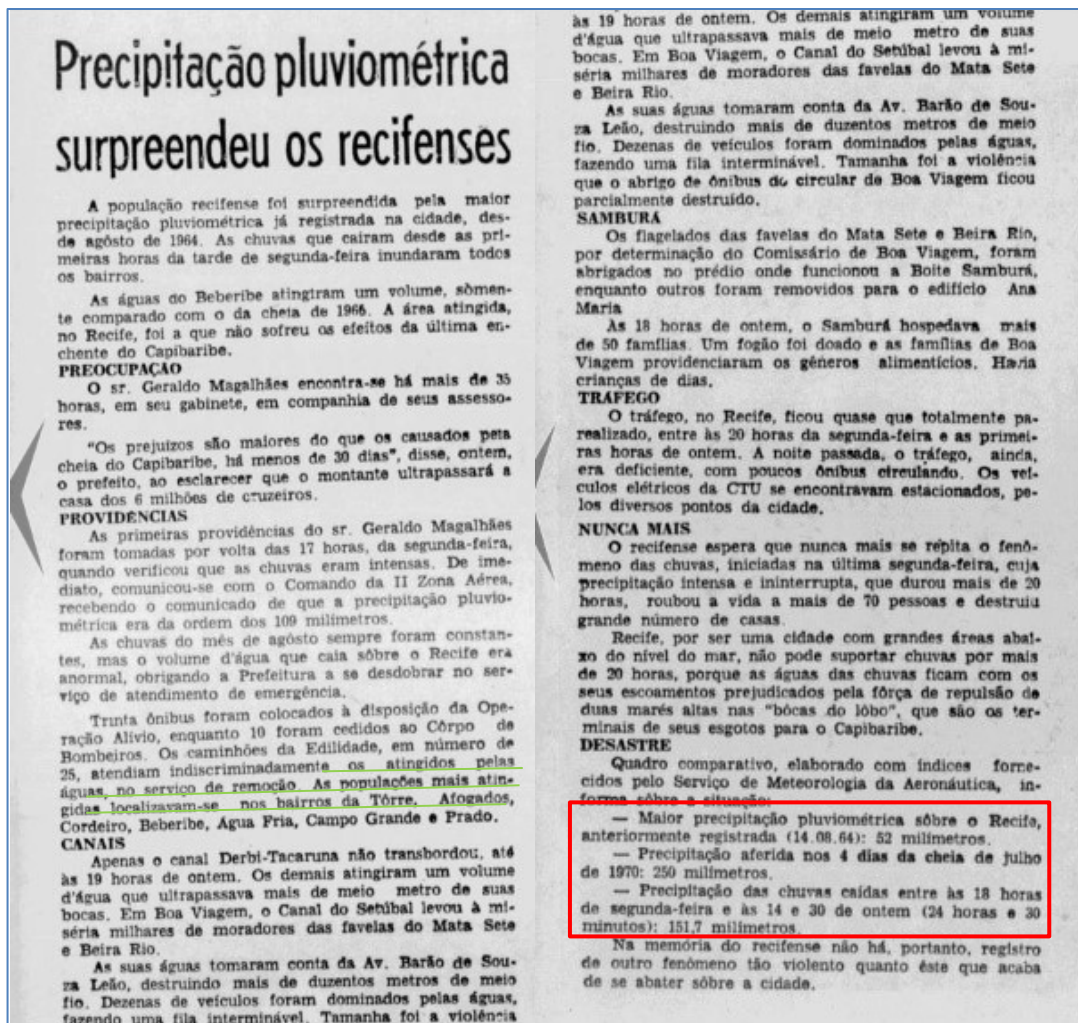 Precipitação pluviométrica
surpreendeu os recifenses
A população recifense foi surpreendida pela maior
precipitação pluviométrica já registrada na cidade, des-
de agôsto de 1964. As chuvas que cairam desde as pri-
meiras horas da tarde de segunda-feira inundaram todos
os bairros.
As águas do Beberibe atingiram um volume, sòmen-
te comparado com o da cheia de 1966. A área atingida,
no Recife, foi a que não sofreu os efeitos da última en-
chente do Capibaribe.
PREOCUPAÇÃO
O sr. Geraldo Magalhães encontra-se há mais de 35
horas, em seu gabinete, em companhia de seus assesso-
res.
"Os prejuizos são maiores do que os causados pela
cheia do Capibaribe, há menos de 30 dias", disse, ontem,
o prefeito, ao esclarecer que o montante ultrapassará a
casa dos 6 milhões de cruzeiros.
PROVIDÊNCIAS
As primeiras providências do sr. Geraldo Magalhães
foram tomadas por volta das 17 horas, da segunda-feira,
quando verificou que as chuvas eram intensas. De ime-
diato, comunicou-se com o Comando da II Zona Aérea,
recebendo o comunicado de que a precipitação pluvio-
métrica era da ordem dos 109 milimetros.
As chuvas do mês de agôsto sempre foram constan-
tes, mas o volume d'água que caia sôbre o Recife era
anormal, obrigando a Prefeitura a se desdobrar no ser-
viço de atendimento de emergência.
Trinta ônibus foram colocados à disposição da Ope-
ração Alivio, enquanto 10 foram cedidos ao Côrpo de
Bombeiros. Os caminhões da Edilidade, em número de
25, atendiam indiscriminadamente os atingidos pelas
águas, no serviço de remoção. As populações mais atin-
gidas localizavam-se nos bairros da Tôrre, Afogados,
Cordeiro, Beberibe, Agua Fria, Campo Grande e Prado.
CANAIS
Apenas o canal Derbi-Tacaruna não transbordou, até
às 19 horas de ontem. Os demais atingiram um volume
d'água que ultrapassava mais de meio metro de suas
bocas. Em Boa Viagem, o Canal do Setúbal levou à mi-
séria milhares de moradores das favelas do Mata Sete
e Beira Rio.
As suas águas tomaram conta da Av. Barão de Sou-
za Leão, destruindo mais de duzentos metros de meio
fio. Dezenas de veículos foram dominados pelas águas,
fazendo uma fila interminável. Tamanha foi a violência
às 19 horas de ontem. Os demais atingiram um volume
d'água que ultrapassava mais de meio metro de suas
bocas. Em Boa Viagem, o Canal do Setúbal levou à mi-
séria milhares de moradores das favelas do Mata Sete
e Beira Rio.
As suas águas tomaram conta da Av. Barão de Sou-
za Leão, destruindo mais de duzentos metros de meio
fio. Dezenas de veículos foram dominados pelas águas,
fazendo uma fila interminável. Tamanha foi a violência
que o abrigo de ônibus do circular de Boa Viagem ficou
parcialmente destruído.
SAMBURÁ
Os flagelados das favelas do Mata Sete e Beira Rio,
por determinação do Comissário de Boa Viagem, foram
abrigados no prédio onde funcionou a Boite Samburá,
enquanto outros foram removidos para o edifício Ana
Maria
Às 18 horas de ontem, o Samburá hospedava mais
de 50 famílias. Um fogão foi doado e as famílias de Boa
Viagem providenciaram os gêneros alimentícios. Havia
crianças de dias.
TRÁFEGO
O tráfego, no Recife, ficou quase que totalmente pa-
realizado, entre às 20 horas da segunda-feira e as primei-
ras horas de ontem. A noite passada, o tráfego, ainda,
era deficiente, com poucos ônibus circulando. Os veí-
culos elétricos da CTU se encontravam estacionados, pe-
los diversos pontos da cidade.
NUNCA MAIS
O recifense espera que nunca mais se repita o fenô-
meno das chuvas, iniciadas na última segunda-feira, cuja
precipitação intensa e ininterrupta, que durou mais de 20
horas, roubou a vida a mais de 70 pessoas e destruiu
grande número de casas.
Recife, por ser uma cidade com grandes áreas abai-
xo do nível do mar, não pode suportar chuvas por mais
de 20 horas, porque as águas das chuvas ficam com os
seus escoamentos prejudicados pela fôrça de repulsão de
duas marés altas nas "bôcas do lôbo", que são os ter-
minais de seus esgotos para o Capibaribe.
DESASTRE
Quadro comparativo, elaborado com índices forne-
cidos pelo Serviço de Meteorologia da Aeronáutica, in-
forma sôbre a situação:
— Maior precipitação pluviométrica sôbre o Recife,
anteriormente registrada (14.08.64): 52 milímetros.
— Precipitação aferida nos 4 dias da cheia de julho
de 1970: 250 milímetros.
— Precipitação das chuvas caídas entre às 18 horas
de segunda-feira e às 14 e 30 de ontem (24 horas e 30
minutos): 151,7 milímetros.
Na memória do recifense não há, portanto, registro
de outro fenômeno tão violento quanto êste que acaba
de se abater sôbre a cidade.